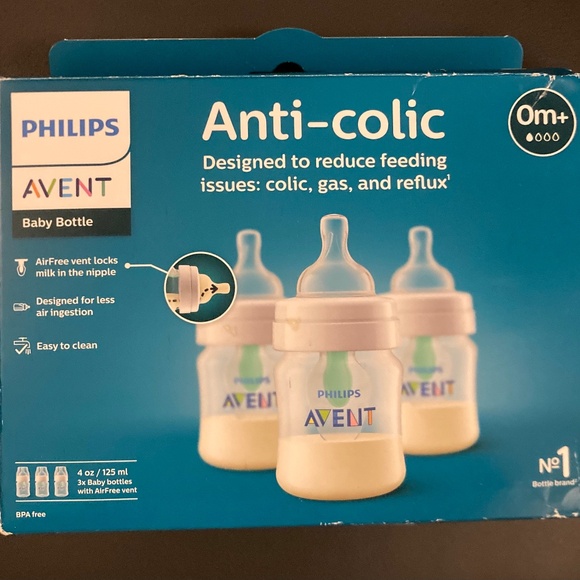 PHILIPS
AVENT
Baby Bottle
Anti-colic
Designed to reduce feeding
issues: colic, gas, and reflux¹
0m+
AirFree vent locks
milk in the nipple
Designed for less
air ingestion
Easy to clean
PHILIPS
AVENT
PHILIPS
AVENT
PHILIPS
AVENT
4 oz / 125 ml
3x Baby bottles
with AirFree vent
BPA free
Nº1
Bottle brand²